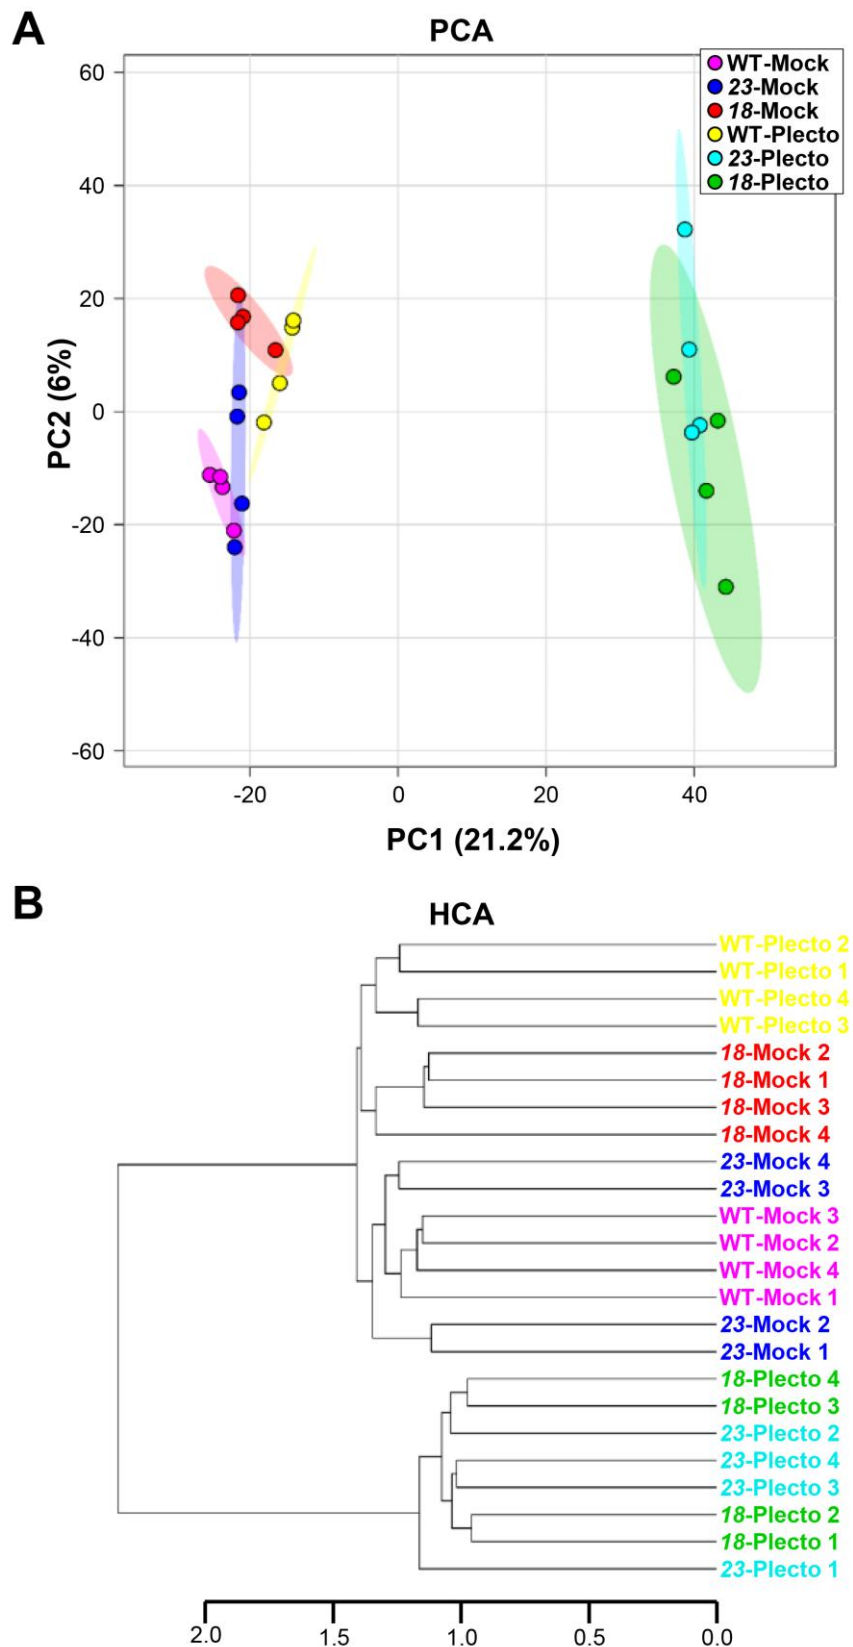 A
PCA
WT-Mock
23-Mock
18-Mock
WT-Plecto
23-Plecto
18-Plecto
60
40
20
0
-20
-40
-60
PC2 (6%)
-20 0 20 40
PC1 (21.2%)
B
HCA
WT-Plecto 2
WT-Plecto 1
WT-Plecto 4
WT-Plecto 3
18-Mock 2
18-Mock 1
18-Mock 3
18-Mock 4
23-Mock 4
23-Mock 3
WT-Mock 3
WT-Mock 2
WT-Mock 4
WT-Mock 1
23-Mock 2
23-Mock 1
18-Plecto 4
18-Plecto 3
23-Plecto 2
23-Plecto 4
23-Plecto 3
18-Plecto 2
18-Plecto 1
23-Plecto 1
2.0 1.5 1.0 0.5 0.0